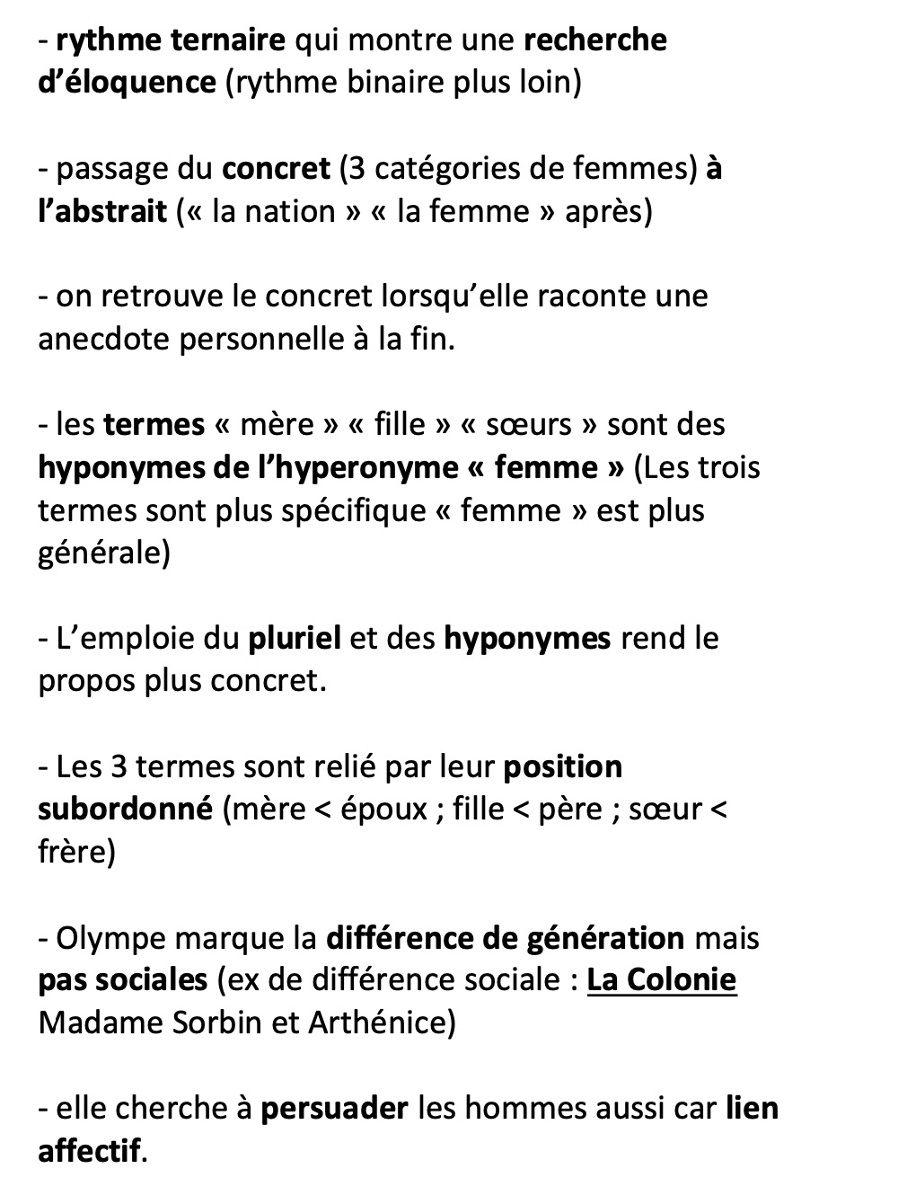 - rythme ternaire qui montre une recherche
d’éloquence (rythme binaire plus loin)
- passage du concret (3 catégories de femmes) à
l’abstrait (« la nation » « la femme » après)
- on retrouve le concret lorsqu’elle raconte une
anecdote personnelle à la fin.
- les termes « mère » « fille » « sœurs » sont des
hyponymes de l’hyperonyme « femme » (Les trois
termes sont plus spécifique « femme » est plus
générale)
- L’emploie du pluriel et des hyponymes rend le
propos plus concret.
- Les 3 termes sont relié par leur position
subordonné (mère < époux ; fille < père ; sœur <
frère)
- Olympe marque la différence de génération mais
pas sociales (ex de différence sociale : La Colonie
Madame Sorbin et Arthénice)
- elle cherche à persuader les hommes aussi car lien
affectif.